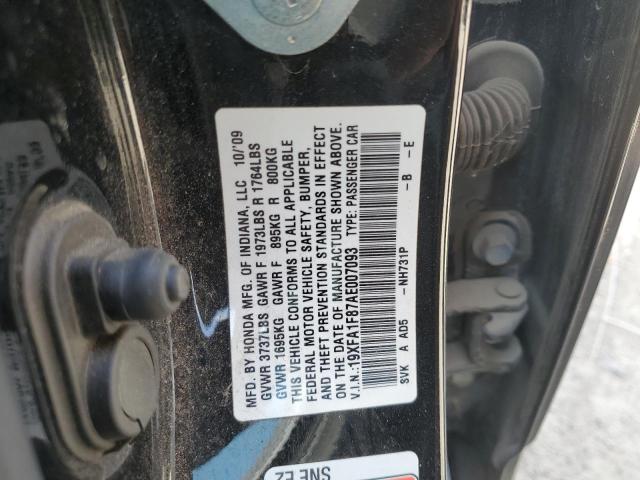 MFD. BY HONDA MFG. OF INDIANA, LLC 10/'09
GVWR 3737LBS GAWR F 1973LBS R 1764LBS
GVWR 1695KG GAWR F 895KG R 800KG
THIS VEHICLE CONFORMS TO ALL APPLICABLE
FEDERAL MOTOR VEHICLE SAFETY, BUMPER,
AND THEFT PREVENTION STANDARDS IN EFFECT
ON THE DATE OF MANUFACTURE SHOWN ABOVE.
V.I.N.:19XFA1F87AE007093 TYPE: PASSENGER CAR
SVK A AD5 -NH731P -B -E
SNE E2